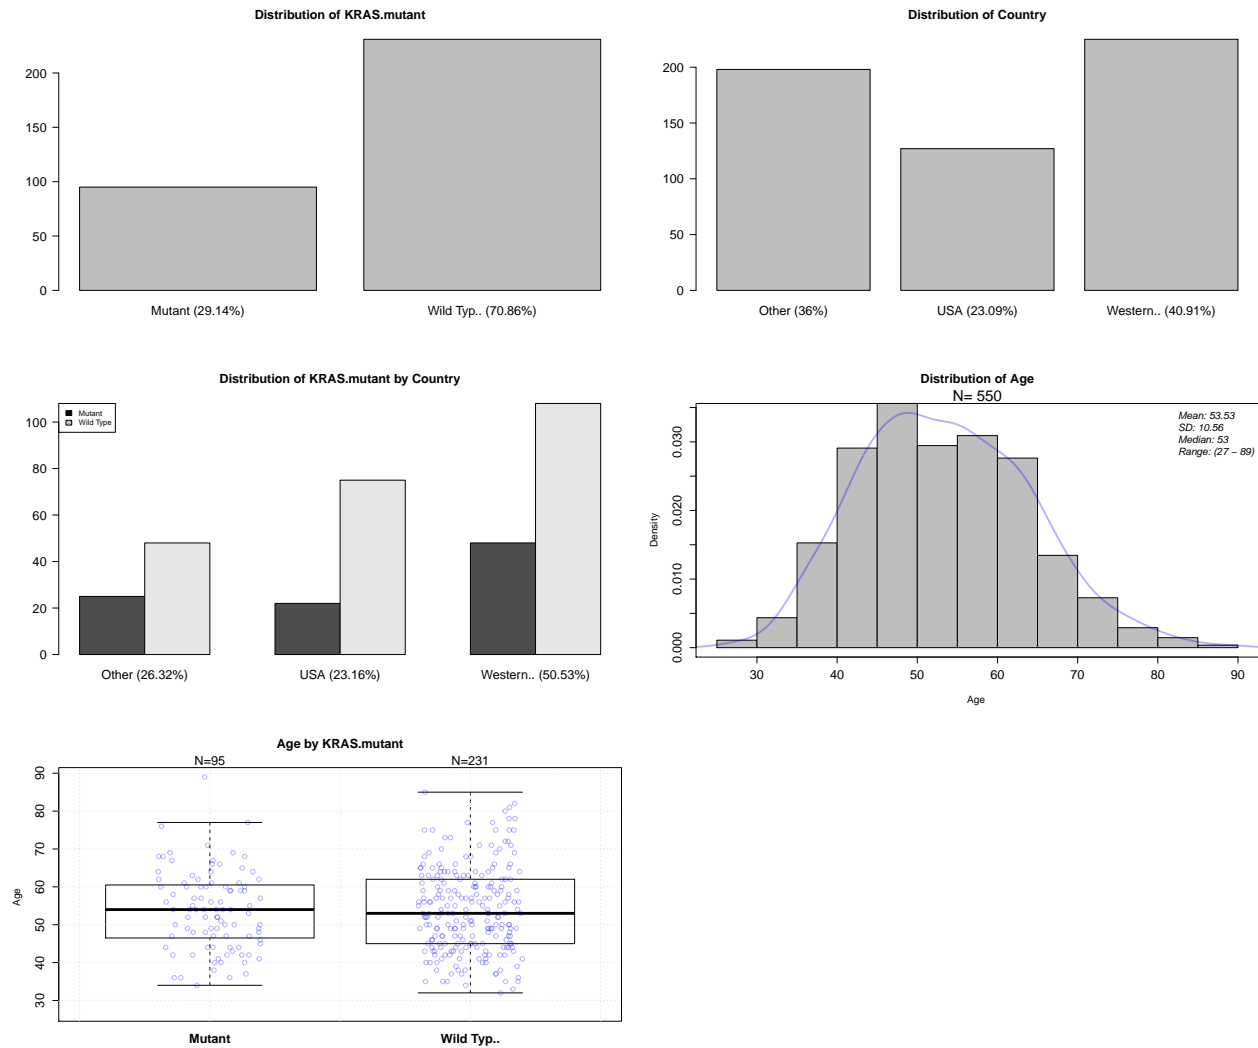 Distribution of KRAS.mutant
200
150
100
50
0
Mutant (29.14%)
Wild Typ.. (70.86%)
Distribution of Country
200
150
100
50
0
Other (36%)
USA (23.09%)
Western.. (40.91%)
Distribution of KRAS.mutant by Country
Mutant
Wild Type
100
80
60
40
20
0
Other (26.32%)
USA (23.16%)
Western.. (50.53%)
Distribution of Age
N= 550
Mean: 53.53
SD: 10.56
Median: 53
Range: (27 − 89)
Density
0.030
0.020
0.010
0.000
30 40 50 60 70 80 90
Age
Age by KRAS.mutant
N=95
N=231
Age
90
80
70
60
50
40
30
Mutant
Wild Typ..